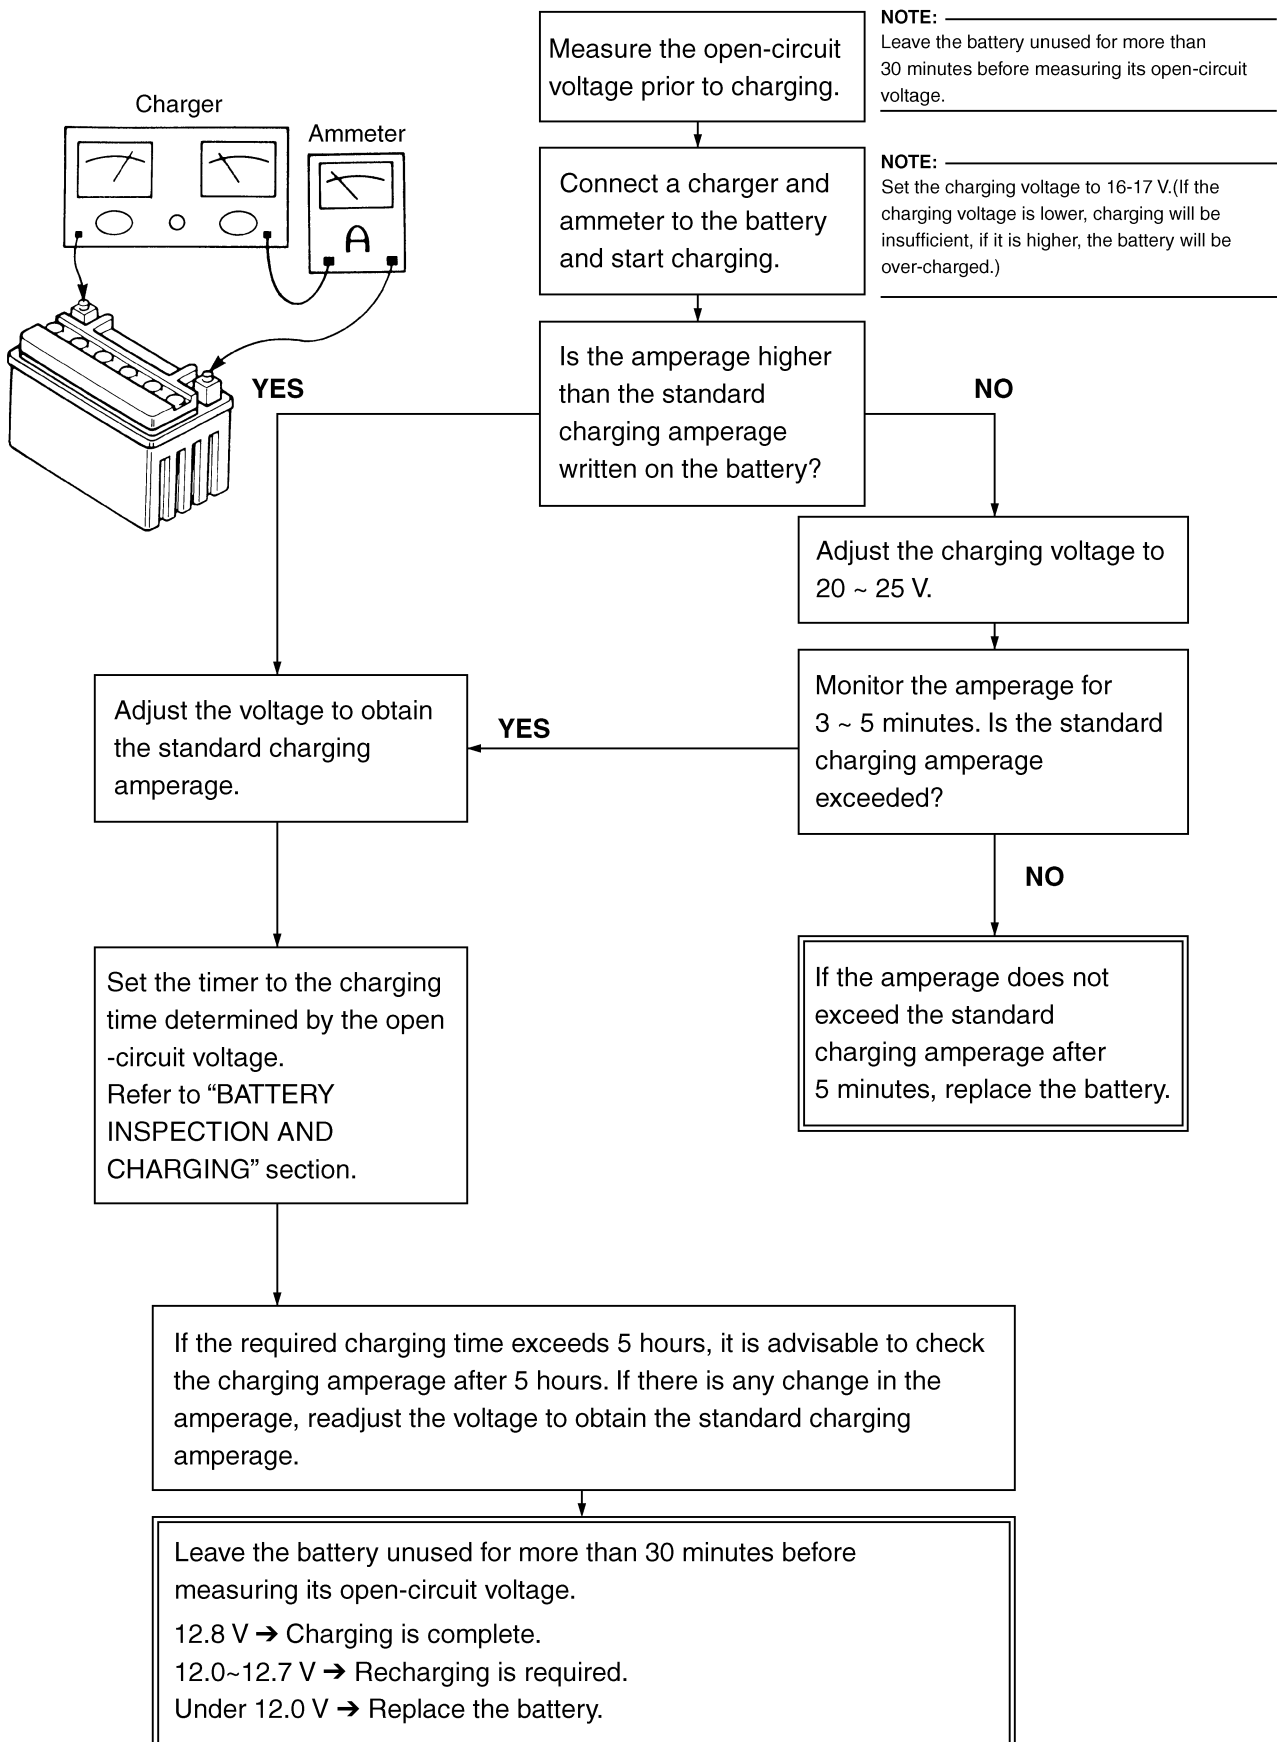 Measure the open-circuit
voltage prior to charging.
NOTE:
Leave the battery unused for more than
30 minutes before measuring its open-circuit
voltage.
Charger
Ammeter
A
Connect a charger and
ammeter to the battery
and start charging.
NOTE:
Set the charging voltage to 16-17 V.(If the
charging voltage is lower, charging will be
insufficient, if it is higher, the battery will be
over-charged.)
Is the amperage higher
than the standard
charging amperage
written on the battery?
YES
NO
Adjust the charging voltage to
20 ~ 25 V.
Monitor the amperage for
3 ~ 5 minutes. Is the standard
charging amperage
exceeded?
YES
Adjust the voltage to obtain
the standard charging
amperage.
NO
If the amperage does not
exceed the standard
charging amperage after
5 minutes, replace the battery.
Set the timer to the charging
time determined by the open
-circuit voltage.
Refer to “BATTERY
INSPECTION AND
CHARGING” section.
If the required charging time exceeds 5 hours, it is advisable to check
the charging amperage after 5 hours. If there is any change in the
amperage, readjust the voltage to obtain the standard charging
amperage.
Leave the battery unused for more than 30 minutes before
measuring its open-circuit voltage.
12.8 V ➔ Charging is complete.
12.0~12.7 V ➔ Recharging is required.
Under 12.0 V ➔ Replace the battery.